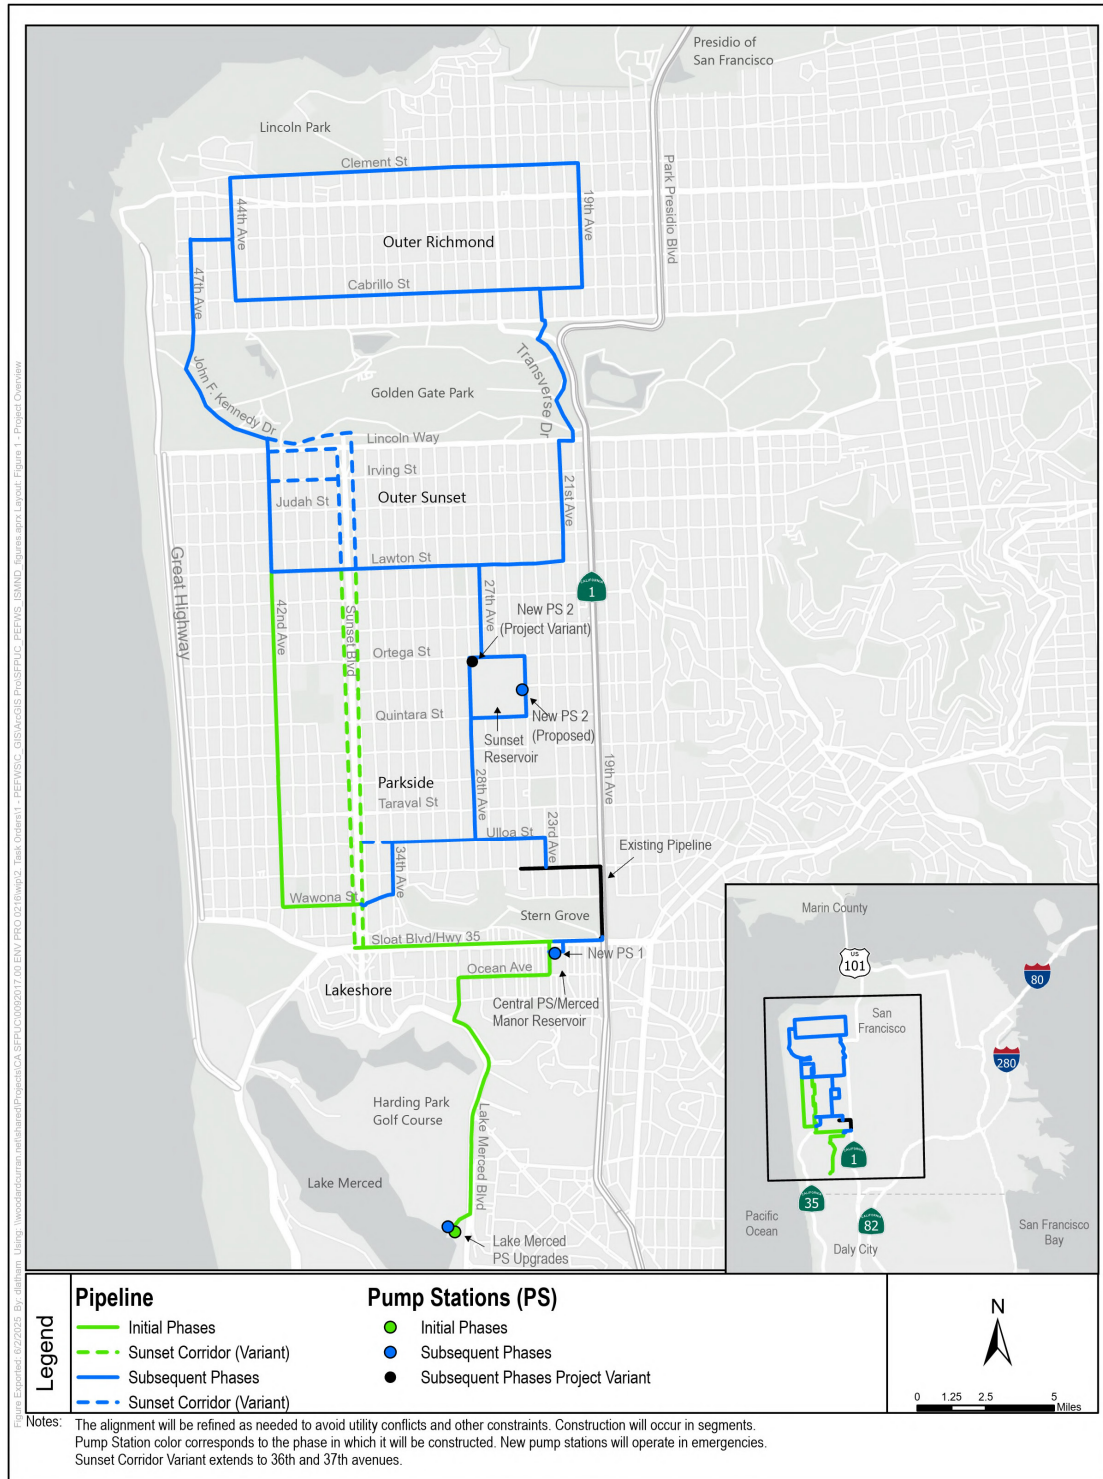 Presidio of
San Francisco
Lincoln Park
Clement St
Park Presidio Blvd
44th Ave
19th Ave
Outer Richmond
47th Ave
Cabrillo St
John F. Kennedy Dr
Transverse Dr
Golden Gate Park
Lincoln Way
Irving St
Outer Sunset
Judah St
21st Ave
Lawton St
Great Highway
CALIFORNIA
1
27th Ave
42nd Ave
Sunset Blvd
New PS 2
(Project Variant)
Ortega St
Quintara St
New PS 2
(Proposed)
Sunset
Reservoir
19th Ave
Parkside
28th Ave
Taraval St
Ulloa St
23rd Ave
Existing Pipeline
34th Ave
Wawona St
Stern Grove
Sloat Blvd/Hwy 35
New PS 1
Ocean Ave
Lakeshore
Central PS/Merced
Manor Reservoir
Harding Park
Golf Course
Lake Merced Blvd
Lake Merced
Lake Merced
PS Upgrades
Marin County
US
101
80
San
Francisco
280
CALIFORNIA
1
CALIFORNIA
35
CALIFORNIA
82
Pacific
Ocean
Daly City
San Francisco
Bay
Legend
Pipeline
Initial Phases
Sunset Corridor (Variant)
Subsequent Phases
Sunset Corridor (Variant)
Pump Stations (PS)
Initial Phases
Subsequent Phases
Subsequent Phases Project Variant
N
0 1.25 2.5 5
Miles
Notes: The alignment will be refined as needed to avoid utility conflicts and other constraints. Construction will occur in segments.
Pump Station color corresponds to the phase in which it will be constructed. New pump stations will operate in emergencies.
Sunset Corridor Variant extends to 36th and 37th avenues.